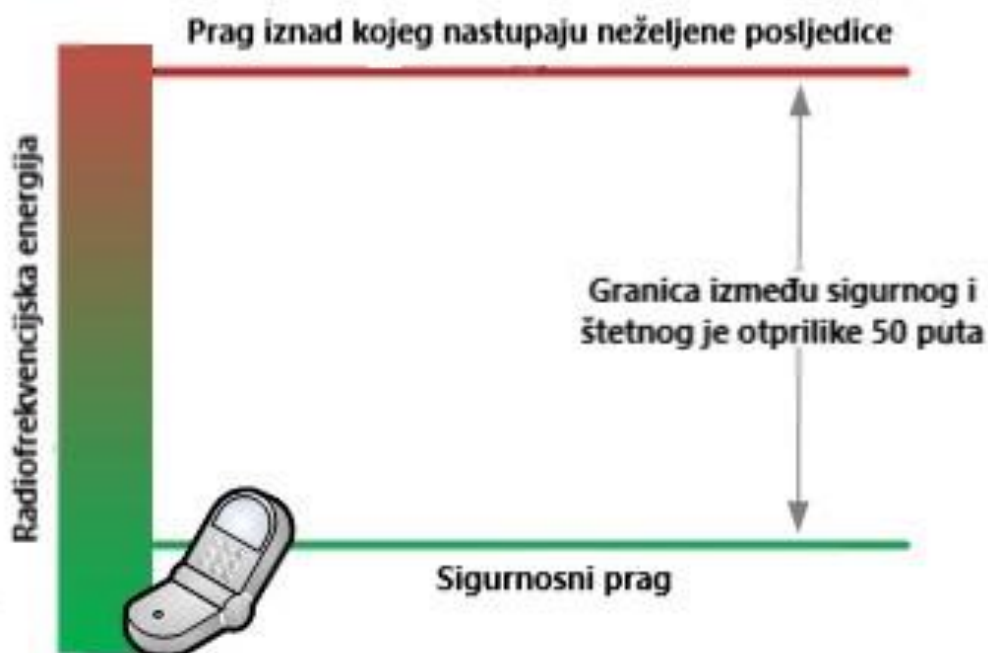 Prag iznad kojeg nastupaju neželjene posljedice
Radiofrekvencijska energija
Granica između sigurnog i
štetnog je otprilike 50 puta
Sigurnosni prag